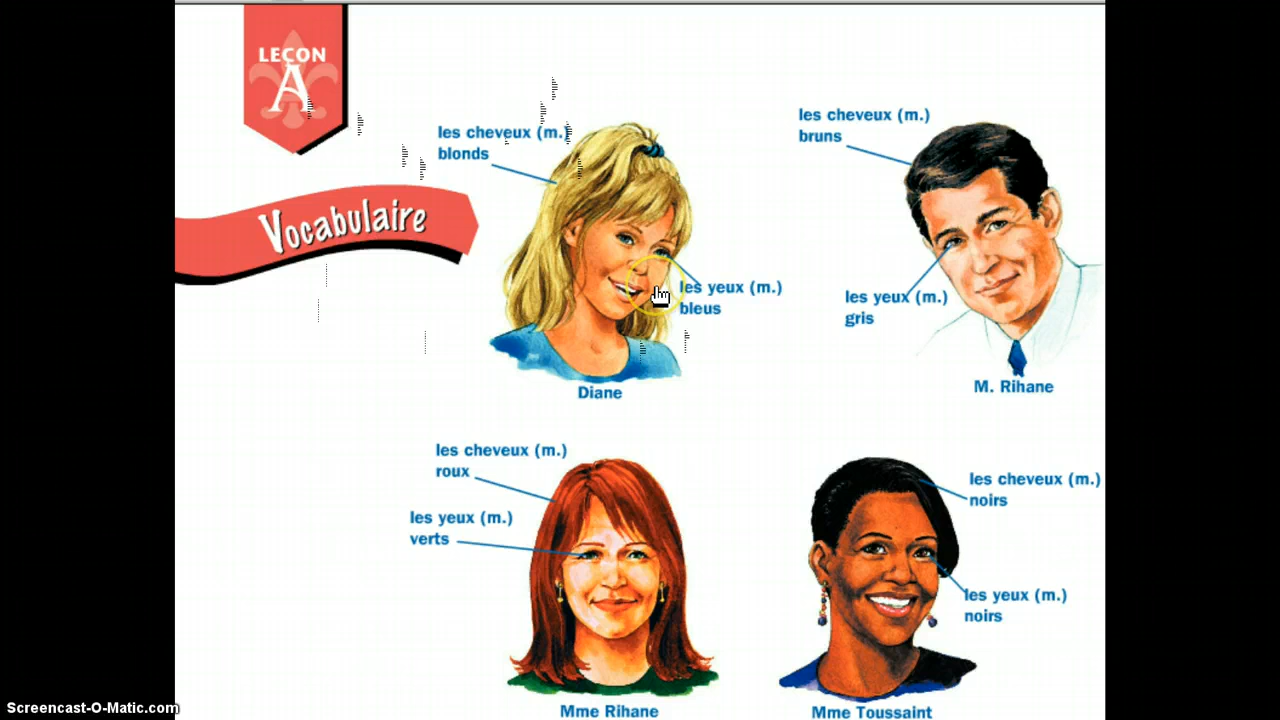 LEÇON
A
Vocabulaire
les cheveux (m.)
blonds
les yeux (m.)
bleus
Diane
les cheveux (m.)
bruns
les yeux (m.)
gris
M. Rihane
les cheveux (m.)
roux
les yeux (m.)
verts
Mme Rihane
les cheveux (m.)
noirs
les yeux (m.)
noirs
Mme Toussaint
Screencast-O-Matic.com